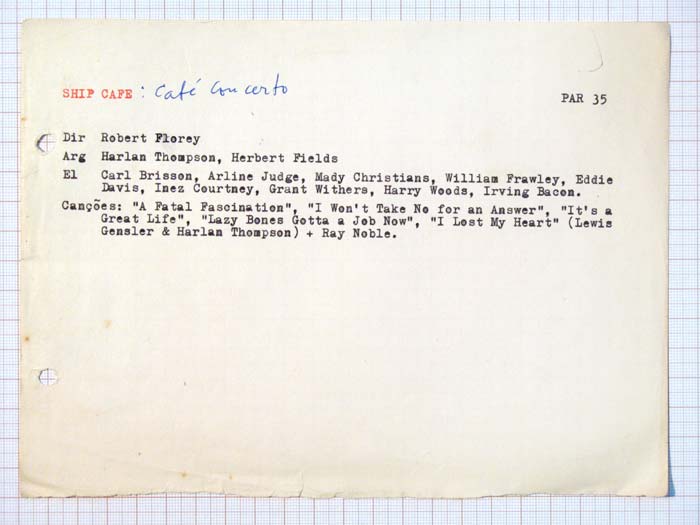 SHIP CAFE : Café Concerto
PAR 35
Dir Robert Florey
Arg Harlan Thompson, Herbert Fields
El Carl Brisson, Arline Judge, Mady Christians, William Frawley, Eddie
Davis, Inez Courtney, Grant Withers, Harry Woods, Irving Bacon.
Canções: "A Fatal Fascination", "I Won't Take No for an Answer", "It's a
Great Life", "Lazy Bones Gotta a Job Now", "I Lost My Heart" (Lewis
Gensler & Harlan Thompson) + Ray Noble.